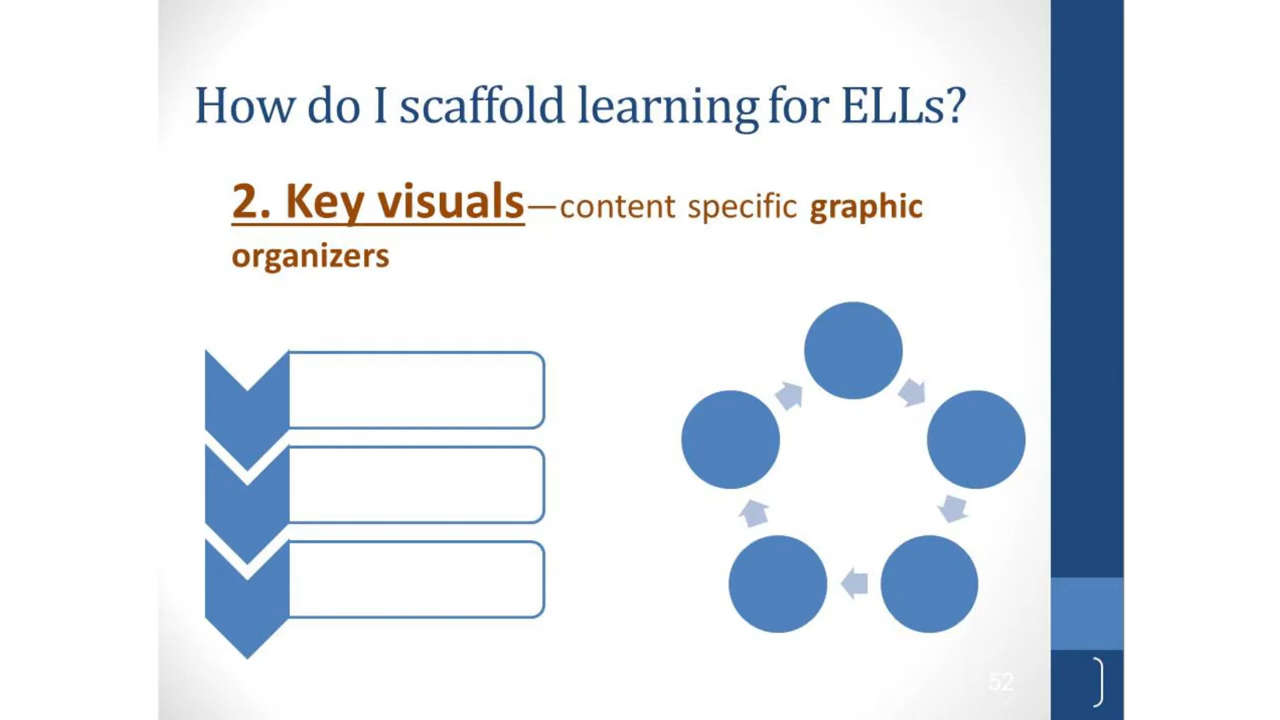 How do I scaffold learning for ELLs?
2. Key visuals—content specific graphic
organizers
52